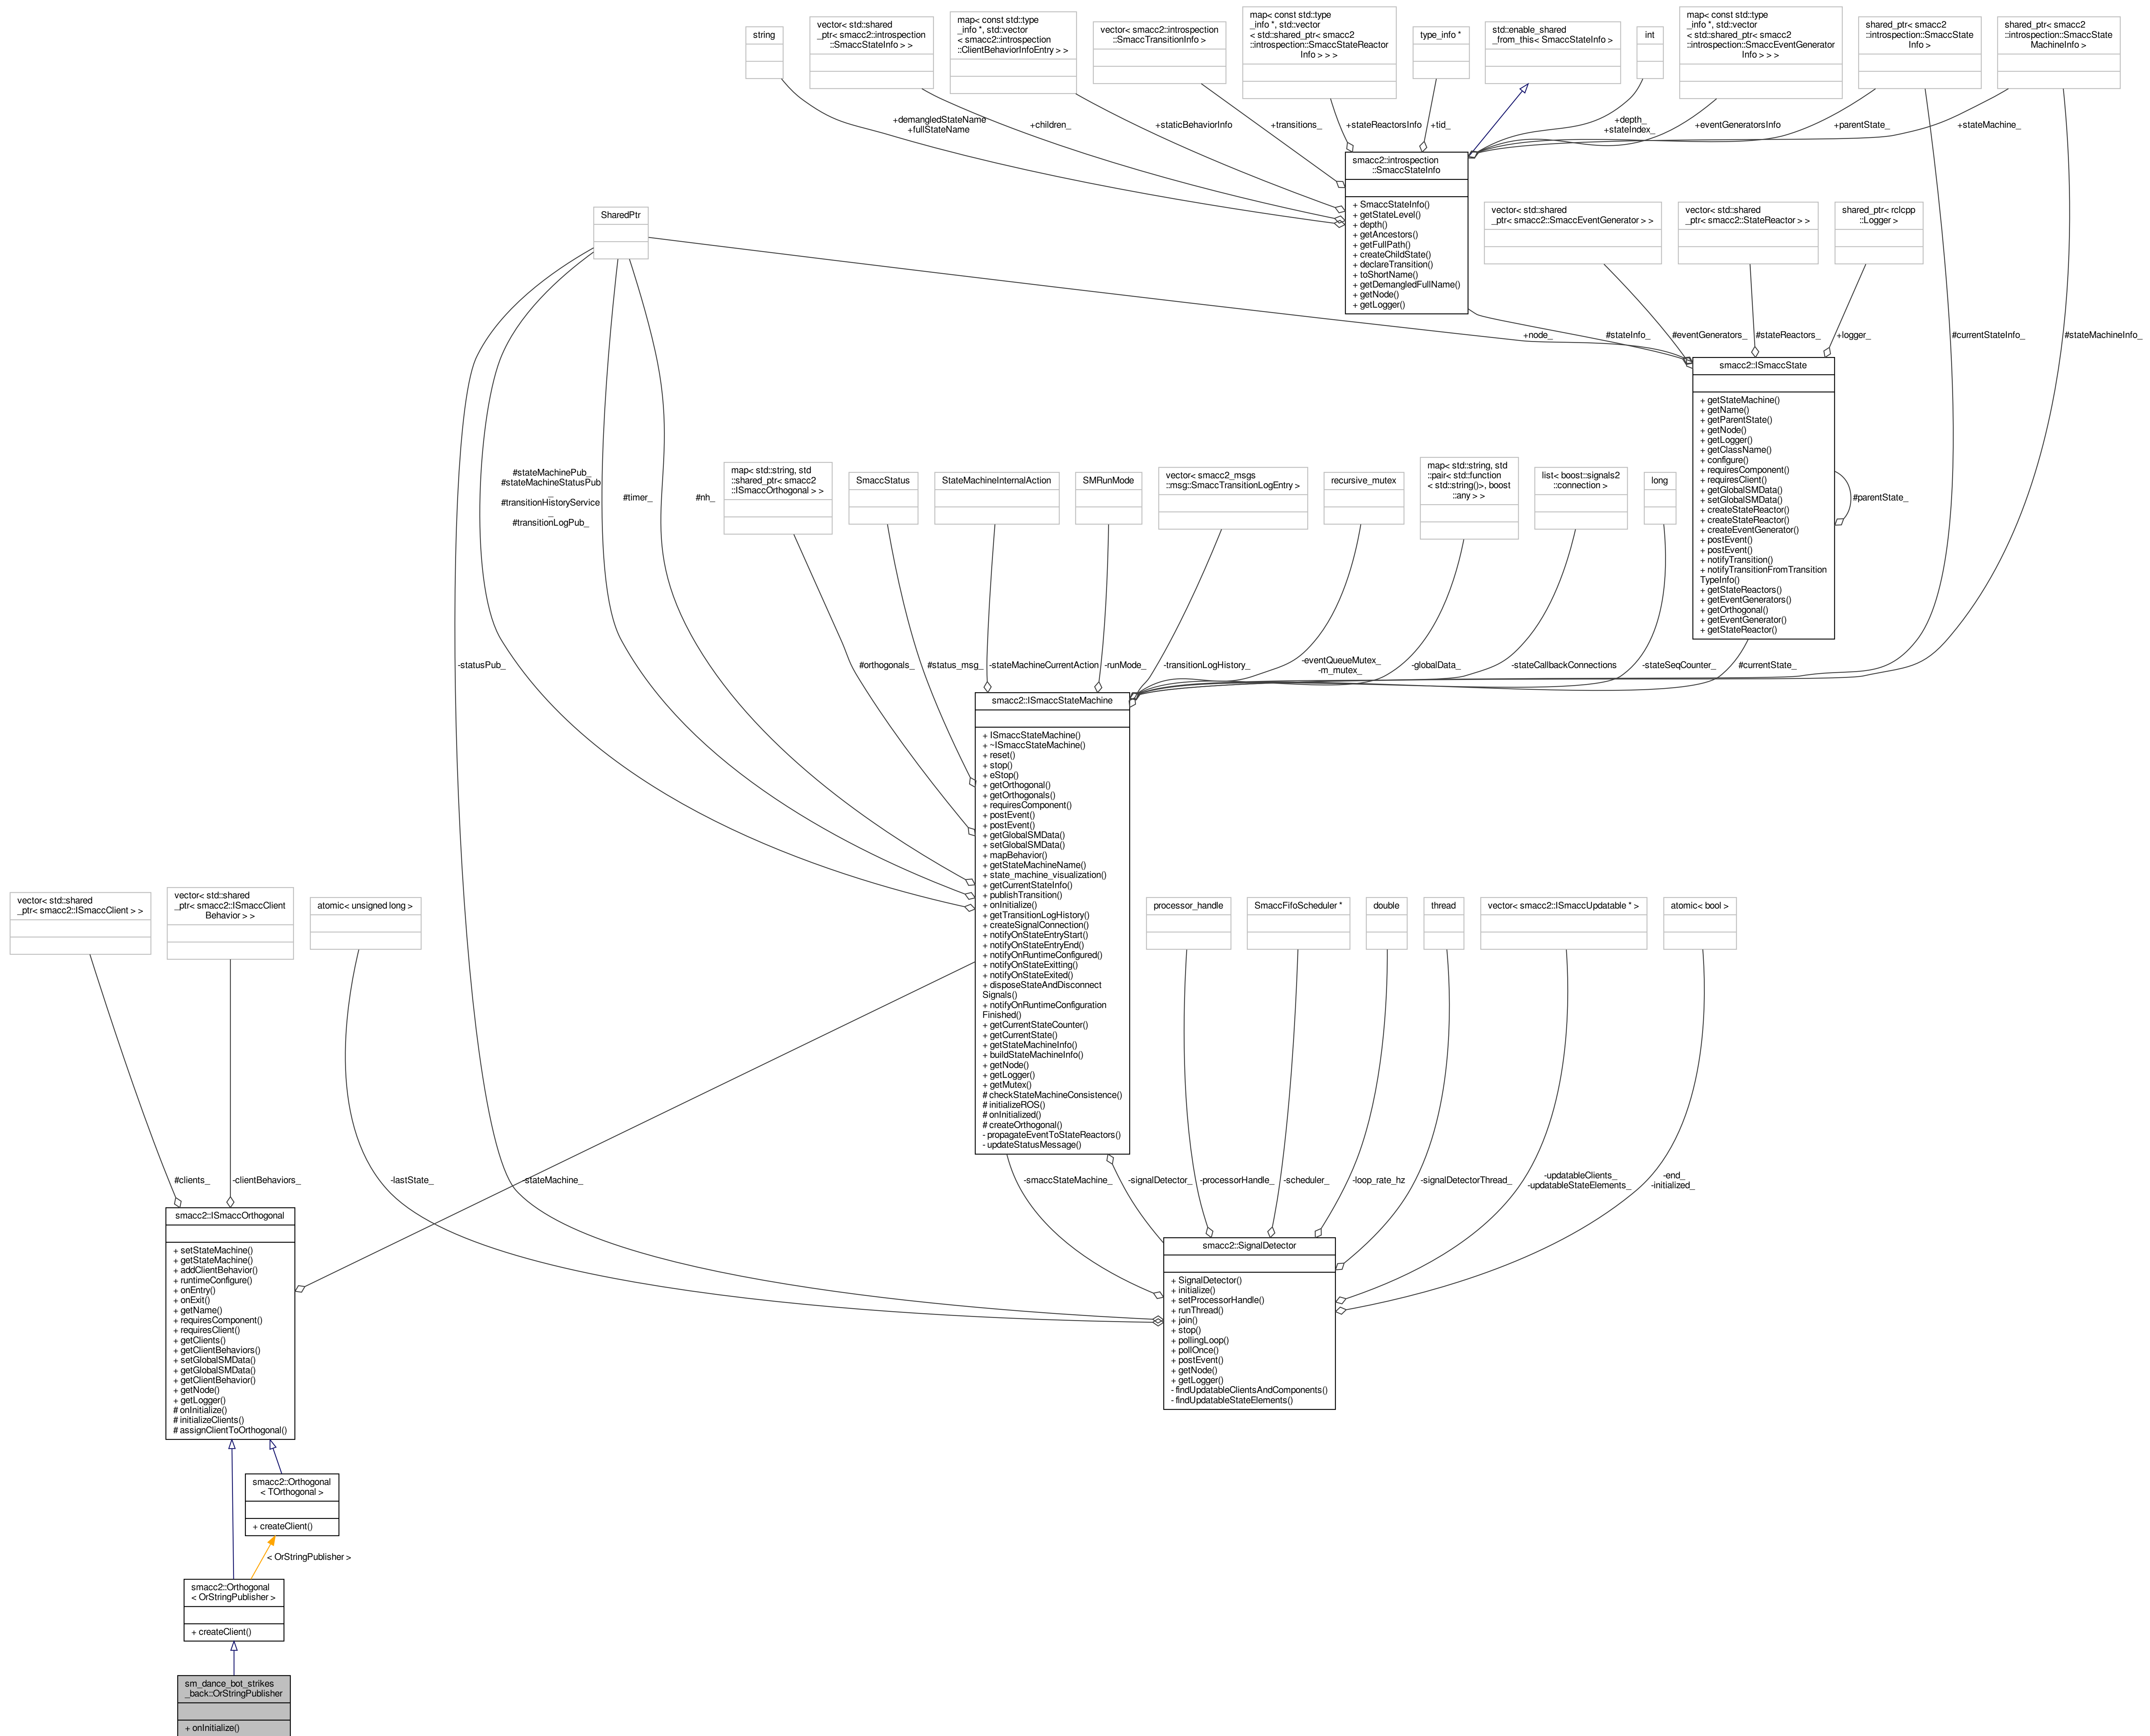 string
vector< std::shared
_ptr< smacc2::introspection
::SmaccStateInfo > >
map< const std::type
_info *, std::vector
< smacc2::introspection
::ClientBehaviorInfoEntry > >
vector< smacc2::introspection
::SmaccTransitionInfo >
map< const std::type
_info *, std::vector
< std::shared_ptr< smacc2
::introspection::SmaccStateReactor
Info > > >
type_info *
std::enable_shared
_from_this< SmaccStateInfo >
int
map< const std::type
_info *, std::vector
< std::shared_ptr< smacc2
::introspection::SmaccEventGenerator
Info > > >
shared_ptr< smacc2
::introspection::SmaccState
Info >
shared_ptr< smacc2
::introspection::SmaccState
MachineInfo >
+demangledStateName
+fullStateName
+children_
+staticBehaviorInfo
+transitions_
+stateReactorsInfo
+tid_
+depth_
+stateIndex_
+eventGeneratorsInfo
+parentState_
+stateMachine_
smacc2::introspection
::SmaccStateInfo
+ SmaccStateInfo()
+ getStateLevel()
+ depth()
+ getAncestors()
+ getFullPath()
+ createChildState()
+ declareTransition()
+ toShortName()
+ getDemangledFullName()
+ getNode()
+ getLogger()
SharedPtr
vector< std::shared
_ptr< smacc2::SmaccEventGenerator > >
vector< std::shared
_ptr< smacc2::StateReactor > >
shared_ptr< rclcpp
::Logger >
+node_
#stateInfo_
#eventGenerators_
#stateReactors_
+logger_
#currentStateInfo_
#stateMachineInfo_
smacc2::ISmaccState
+ getStateMachine()
+ getName()
+ getParentState()
+ getNode()
+ getLogger()
+ getClassName()
+ configure()
+ requiresComponent()
+ requiresClient()
+ getGlobalSMData()
+ setGlobalSMData()
+ createStateReactor()
+ createStateReactor()
+ createEventGenerator()
+ postEvent()
+ postEvent()
+ notifyTransition()
+ notifyTransitionFromTransition
TypeInfo()
+ getStateReactors()
+ getEventGenerators()
+ getOrthogonal()
+ getEventGenerator()
+ getStateReactor()
#parentState_
#stateMachinePub_
#stateMachineStatusPub
_
#transitionHistoryService
_
#transitionLogPub_
#timer_
#nh_
map< std::string, std
::shared_ptr< smacc2
::ISmaccOrthogonal > >
SmaccStatus
StateMachineInternalAction
SMRunMode
vector< smacc2_msgs
::msg::SmaccTransitionLogEntry >
recursive_mutex
map< std::string, std
::pair< std::function
< std::string()>, boost
::any > >
list< boost::signals2
::connection >
long
-statusPub_
#orthogonals_
#status_msg_
-stateMachineCurrentAction
-runMode_
-transitionLogHistory_
-eventQueueMutex_
-m_mutex_
-globalData_
-stateCallbackConnections
-stateSeqCounter_
#currentState_
smacc2::ISmaccStateMachine
+ ISmaccStateMachine()
+ ~ISmaccStateMachine()
+ reset()
+ stop()
+ eStop()
+ getOrthogonal()
+ getOrthogonals()
+ requiresComponent()
+ postEvent()
+ postEvent()
+ getGlobalSMData()
+ setGlobalSMData()
+ mapBehavior()
+ getStateMachineName()
+ state_machine_visualization()
+ getCurrentStateInfo()
+ publishTransition()
+ onInitialize()
+ getTransitionLogHistory()
+ createSignalConnection()
+ notifyOnStateEntryStart()
+ notifyOnStateEntryEnd()
+ notifyOnRuntimeConfigured()
+ notifyOnStateExitting()
+ notifyOnStateExited()
+ disposeStateAndDisconnect
Signals()
+ notifyOnRuntimeConfiguration
Finished()
+ getCurrentStateCounter()
+ getCurrentState()
+ getStateMachineInfo()
+ buildStateMachineInfo()
+ getNode()
+ getLogger()
+ getMutex()
# checkStateMachineConsistence()
# initializeROS()
# onInitialized()
# createOrthogonal()
- propagateEventToStateReactors()
- updateStatusMessage()
vector< std::shared
_ptr< smacc2::ISmaccClient > >
vector< std::shared
_ptr< smacc2::ISmaccClient
Behavior > >
atomic< unsigned long >
processor_handle
SmaccFifoScheduler *
double
thread
vector< smacc2::ISmaccUpdatable * >
atomic< bool >
#clients_
-clientBehaviors_
-lastState_
-stateMachine_
-smaccStateMachine_
-signalDetector_
-processorHandle_
-scheduler_
-loop_rate_hz
-signalDetectorThread_
-updatableClients_
-updatableStateElements_
-end_
-initialized_
smacc2::ISmaccOrthogonal
+ setStateMachine()
+ getStateMachine()
+ addClientBehavior()
+ runtimeConfigure()
+ onEntry()
+ onExit()
+ getName()
+ requiresComponent()
+ requiresClient()
+ getClients()
+ getClientBehaviors()
+ setGlobalSMData()
+ getGlobalSMData()
+ getClientBehavior()
+ getNode()
+ getLogger()
# onInitialize()
# initializeClients()
# assignClientToOrthogonal()
smacc2::SignalDetector
+ SignalDetector()
+ initialize()
+ setProcessorHandle()
+ runThread()
+ join()
+ stop()
+ pollingLoop()
+ pollOnce()
+ postEvent()
+ getNode()
+ getLogger()
- findUpdatableClientsAndComponents()
- findUpdatableStateElements()
smacc2::Orthogonal
< TOrthogonal >
+ createClient()
< OrStringPublisher >
smacc2::Orthogonal
< OrStringPublisher >
+ createClient()
sm_dance_bot_strikes
_back::OrStringPublisher
+ onInitialize()